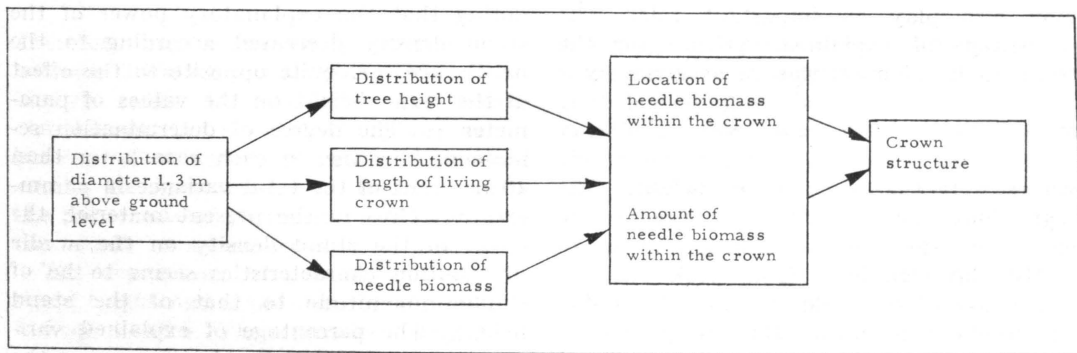 Distribution of
diameter 1.3 m
above ground
level
Distribution of
tree height
Distribution of
length of living
crown
Distribution of
needle biomass
Location of
needle biomass
within the crown
Amount of
needle biomass
within the crown
Crown
structure